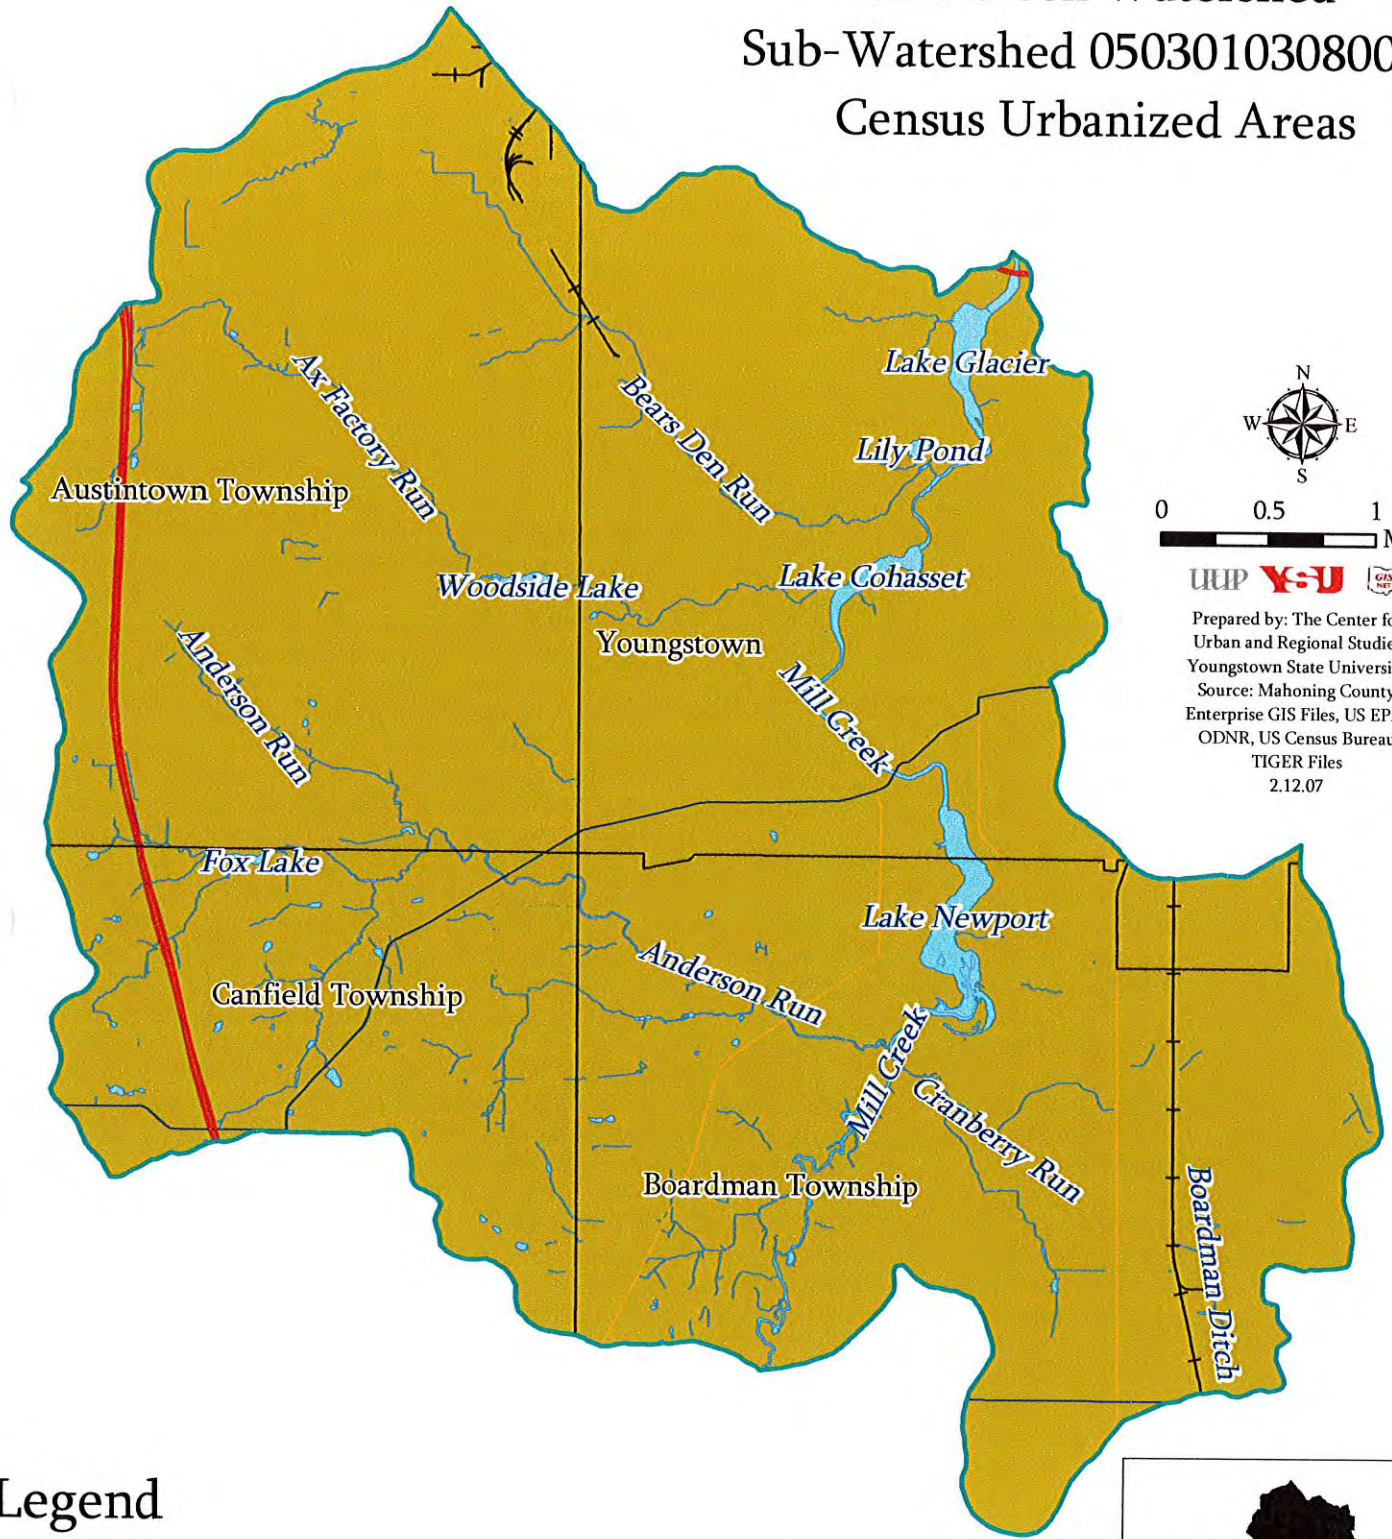 Sub-Watershed 050301030800
Census Urbanized Areas
Lake Glacier
Ax Factory Run
Bears Den Run
Lily Pond
Austintown Township
Woodside Lake
Lake Cohasset
Youngstown
Anderson Run
Mill Creek
Fox Lake
Lake Newport
Canfield Township
Anderson Run
Mill Creek
Cranberry Run
Boardman Township
Boardman Ditch
N
W E
S
0 0.5 1
UUP YSU GIS
Prepared by: The Center fo
Urban and Regional Studie
Youngstown State Universi
Source: Mahoning County
Enterprise GIS Files, US EP
ODNR, US Census Bureau
TIGER Files
2.12.07
Legend